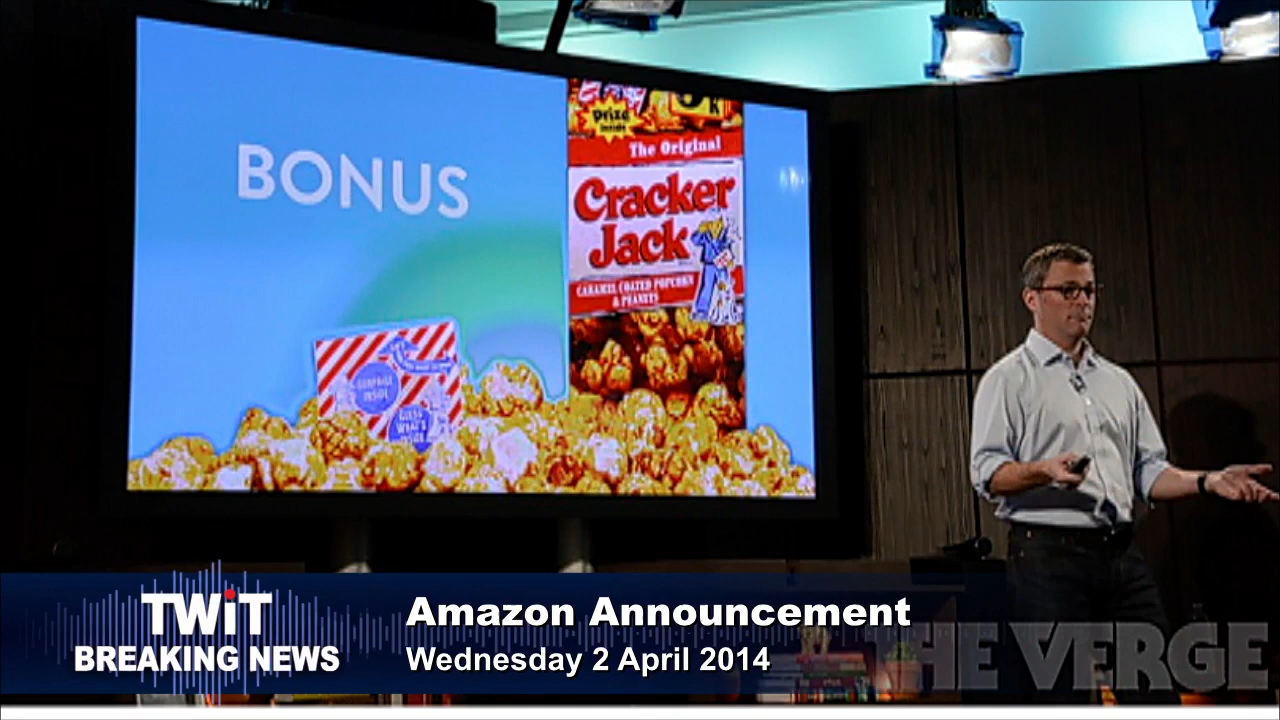 BONUS
Prize
Inside
The Original
Cracker
Jack
CARAMEL COATED POPCORN
& PEANUTS
SURPRISE
INSIDE
GUESS
WHAT'S
INSIDE
TWiT
BREAKING NEWS
Amazon Announcement
Wednesday 2 April 2014
THE VERGE